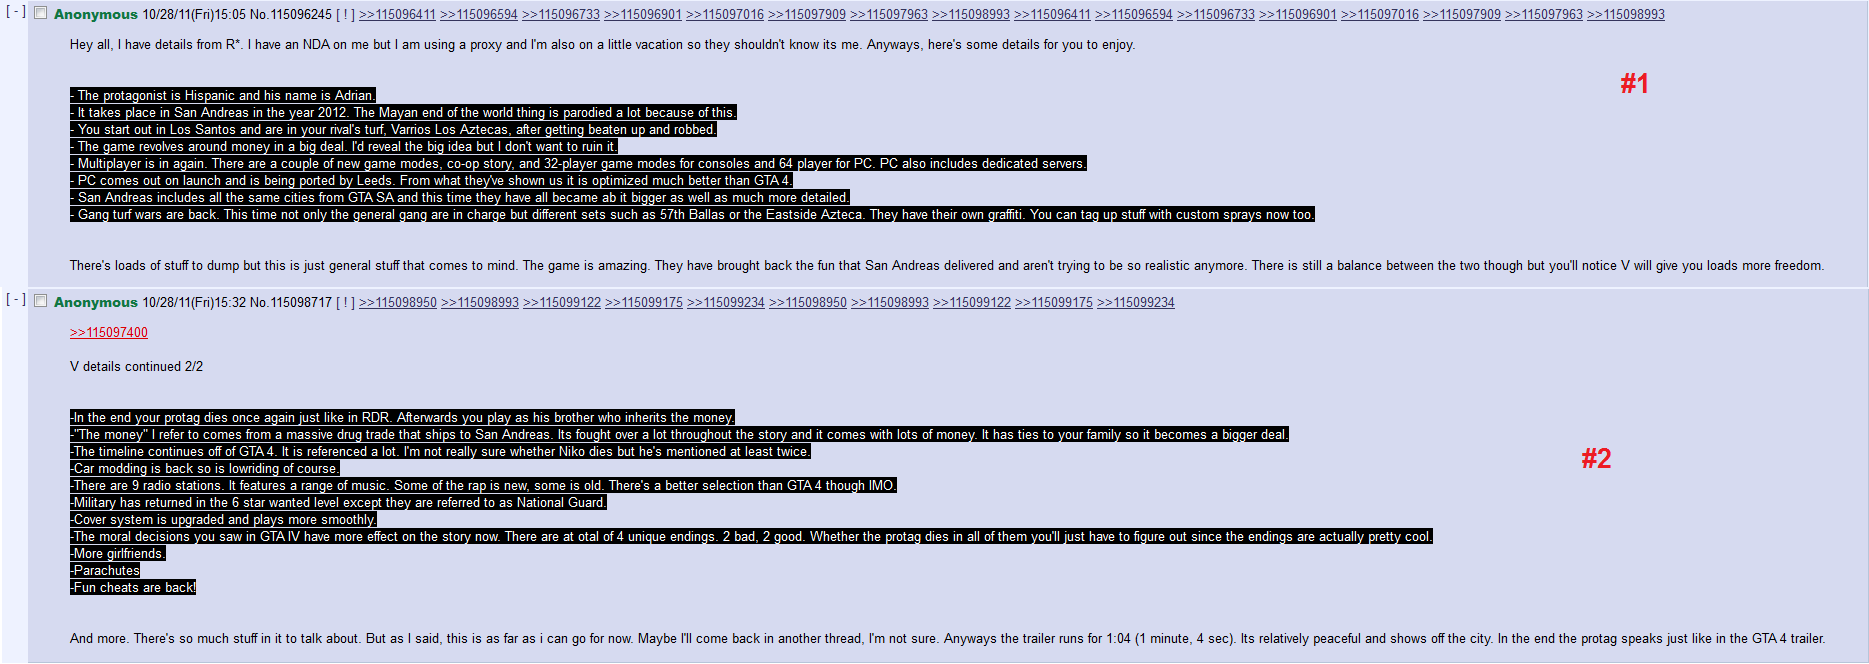 [ - ] Anonymous 10/28/11(Fri)15:05 No.115096245 [ ! ] >>115096411 >>115096594 >>115096733 >>115096901 >>115097016 >>115097909 >>115097963 >>115098993 >>115096411 >>115096594 >>115096733 >>115096901 >>115097016 >>115097909 >>115097963 >>115098993
Hey all, I have details from R*. I have an NDA on me but I am using a proxy and I'm also on a little vacation so they shouldn't know its me. Anyways, here's some details for you to enjoy.
#1
- The protagonist is Hispanic and his name is Adrian.
- It takes place in San Andreas in the year 2012. The Mayan end of the world thing is parodied a lot because of this.
- You start out in Los Santos and are in your rival's turf, Varrios Los Aztecas, after getting beaten up and robbed.
- The game revolves around money in a big deal. I'd reveal the big idea but I don't want to ruin it.
- Multiplayer is in again. There are a couple of new game modes, co-op story, and 32-player game modes for consoles and 64 player for PC. PC also includes dedicated servers.
- PC comes out on launch and is being ported by Leeds. From what they've shown us it is optimized much better than GTA 4.
- San Andreas includes all the same cities from GTA SA and this time they have all became ab it bigger as well as much more detailed.
- Gang turf wars are back. This time not only the general gang are in charge but different sets such as 57th Ballas or the Eastside Azteca. They have their own graffiti. You can tag up stuff with custom sprays now too.
There's loads of stuff to dump but this is just general stuff that comes to mind. The game is amazing. They have brought back the fun that San Andreas delivered and aren't trying to be so realistic anymore. There is still a balance between the two though but you'll notice V will give you loads more freedom.
[ - ] Anonymous 10/28/11(Fri)15:32 No.115098717 [ ! ] >>115098950 >>115098993 >>115099122 >>115099175 >>115099234 >>115098950 >>115098993 >>115099122 >>115099175 >>115099234
>>115097400
V details continued 2/2
-In the end your protag dies once again just like in RDR. Afterwards you play as his brother who inherits the money.
-"The money" I refer to comes from a massive drug trade that ships to San Andreas. Its fought over a lot throughout the story and it comes with lots of money. It has ties to your family so it becomes a bigger deal.
-The timeline continues off of GTA 4. It is referenced a lot. I'm not really sure whether Niko dies but he's mentioned at least twice.
#2
-Car modding is back so is lowriding of course.
-There are 9 radio stations. It features a range of music. Some of the rap is new, some is old. There's a better selection than GTA 4 though IMO.
-Military has returned in the 6 star wanted level except they are referred to as National Guard.
-Cover system is upgraded and plays more smoothly.
-The moral decisions you saw in GTA IV have more effect on the story now. There are at otal of 4 unique endings. 2 bad, 2 good. Whether the protag dies in all of them you'll just have to figure out since the endings are actually pretty cool.
-More girlfriends.
-Parachutes
-Fun cheats are back!
And more. There's so much stuff in it to talk about. But as I said, this is as far as i can go for now. Maybe I'll come back in another thread, I'm not sure. Anyways the trailer runs for 1:04 (1 minute, 4 sec). Its relatively peaceful and shows off the city. In the end the protag speaks just like in the GTA 4 trailer.